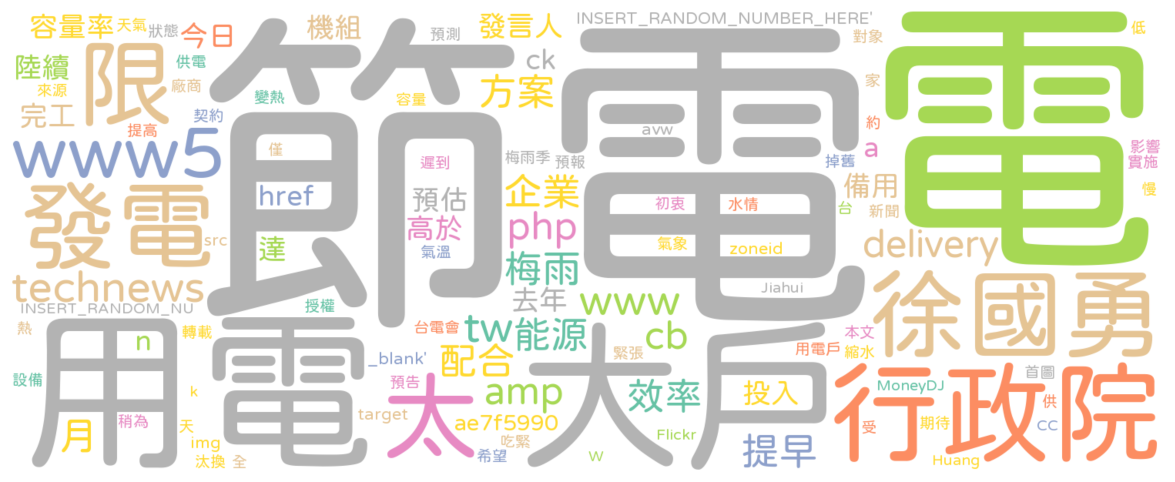 INSERT_RANDOM_NUMBER_HERE'
容量率
天氣
狀態
今日
機組
預測
發言人
對象
低
節電
電
限
陸續
供電
來源
廠商
ck
方案
家
完工
變熱
容量
契約
提高
約
avw
www5
僅
遲到
梅雨季
預報
掉舊
a
影響
實施
發電
href
預估
企業
初衷
水情
備用
慢
台
新聞
高於
php
src
達
氣溫
氣象
zoneid
delivery
technews
梅雨
Jiahui
去年
www
INSERT_RANDOM_NU
授權
徐國勇
熱
轉載
台電會
tw
能源
cb
本文
用電戶
縮水
n
用電
大戶
_blank'
配合
緊張
設備
預告
太
amp
效率
投入
行政院
MoneyDJ
首圖
k
target
供
月
稍為
天
ae7f5990
受
期待
CC
img
吃緊
Flickr
提早
汰換
全
希望
w
Huang